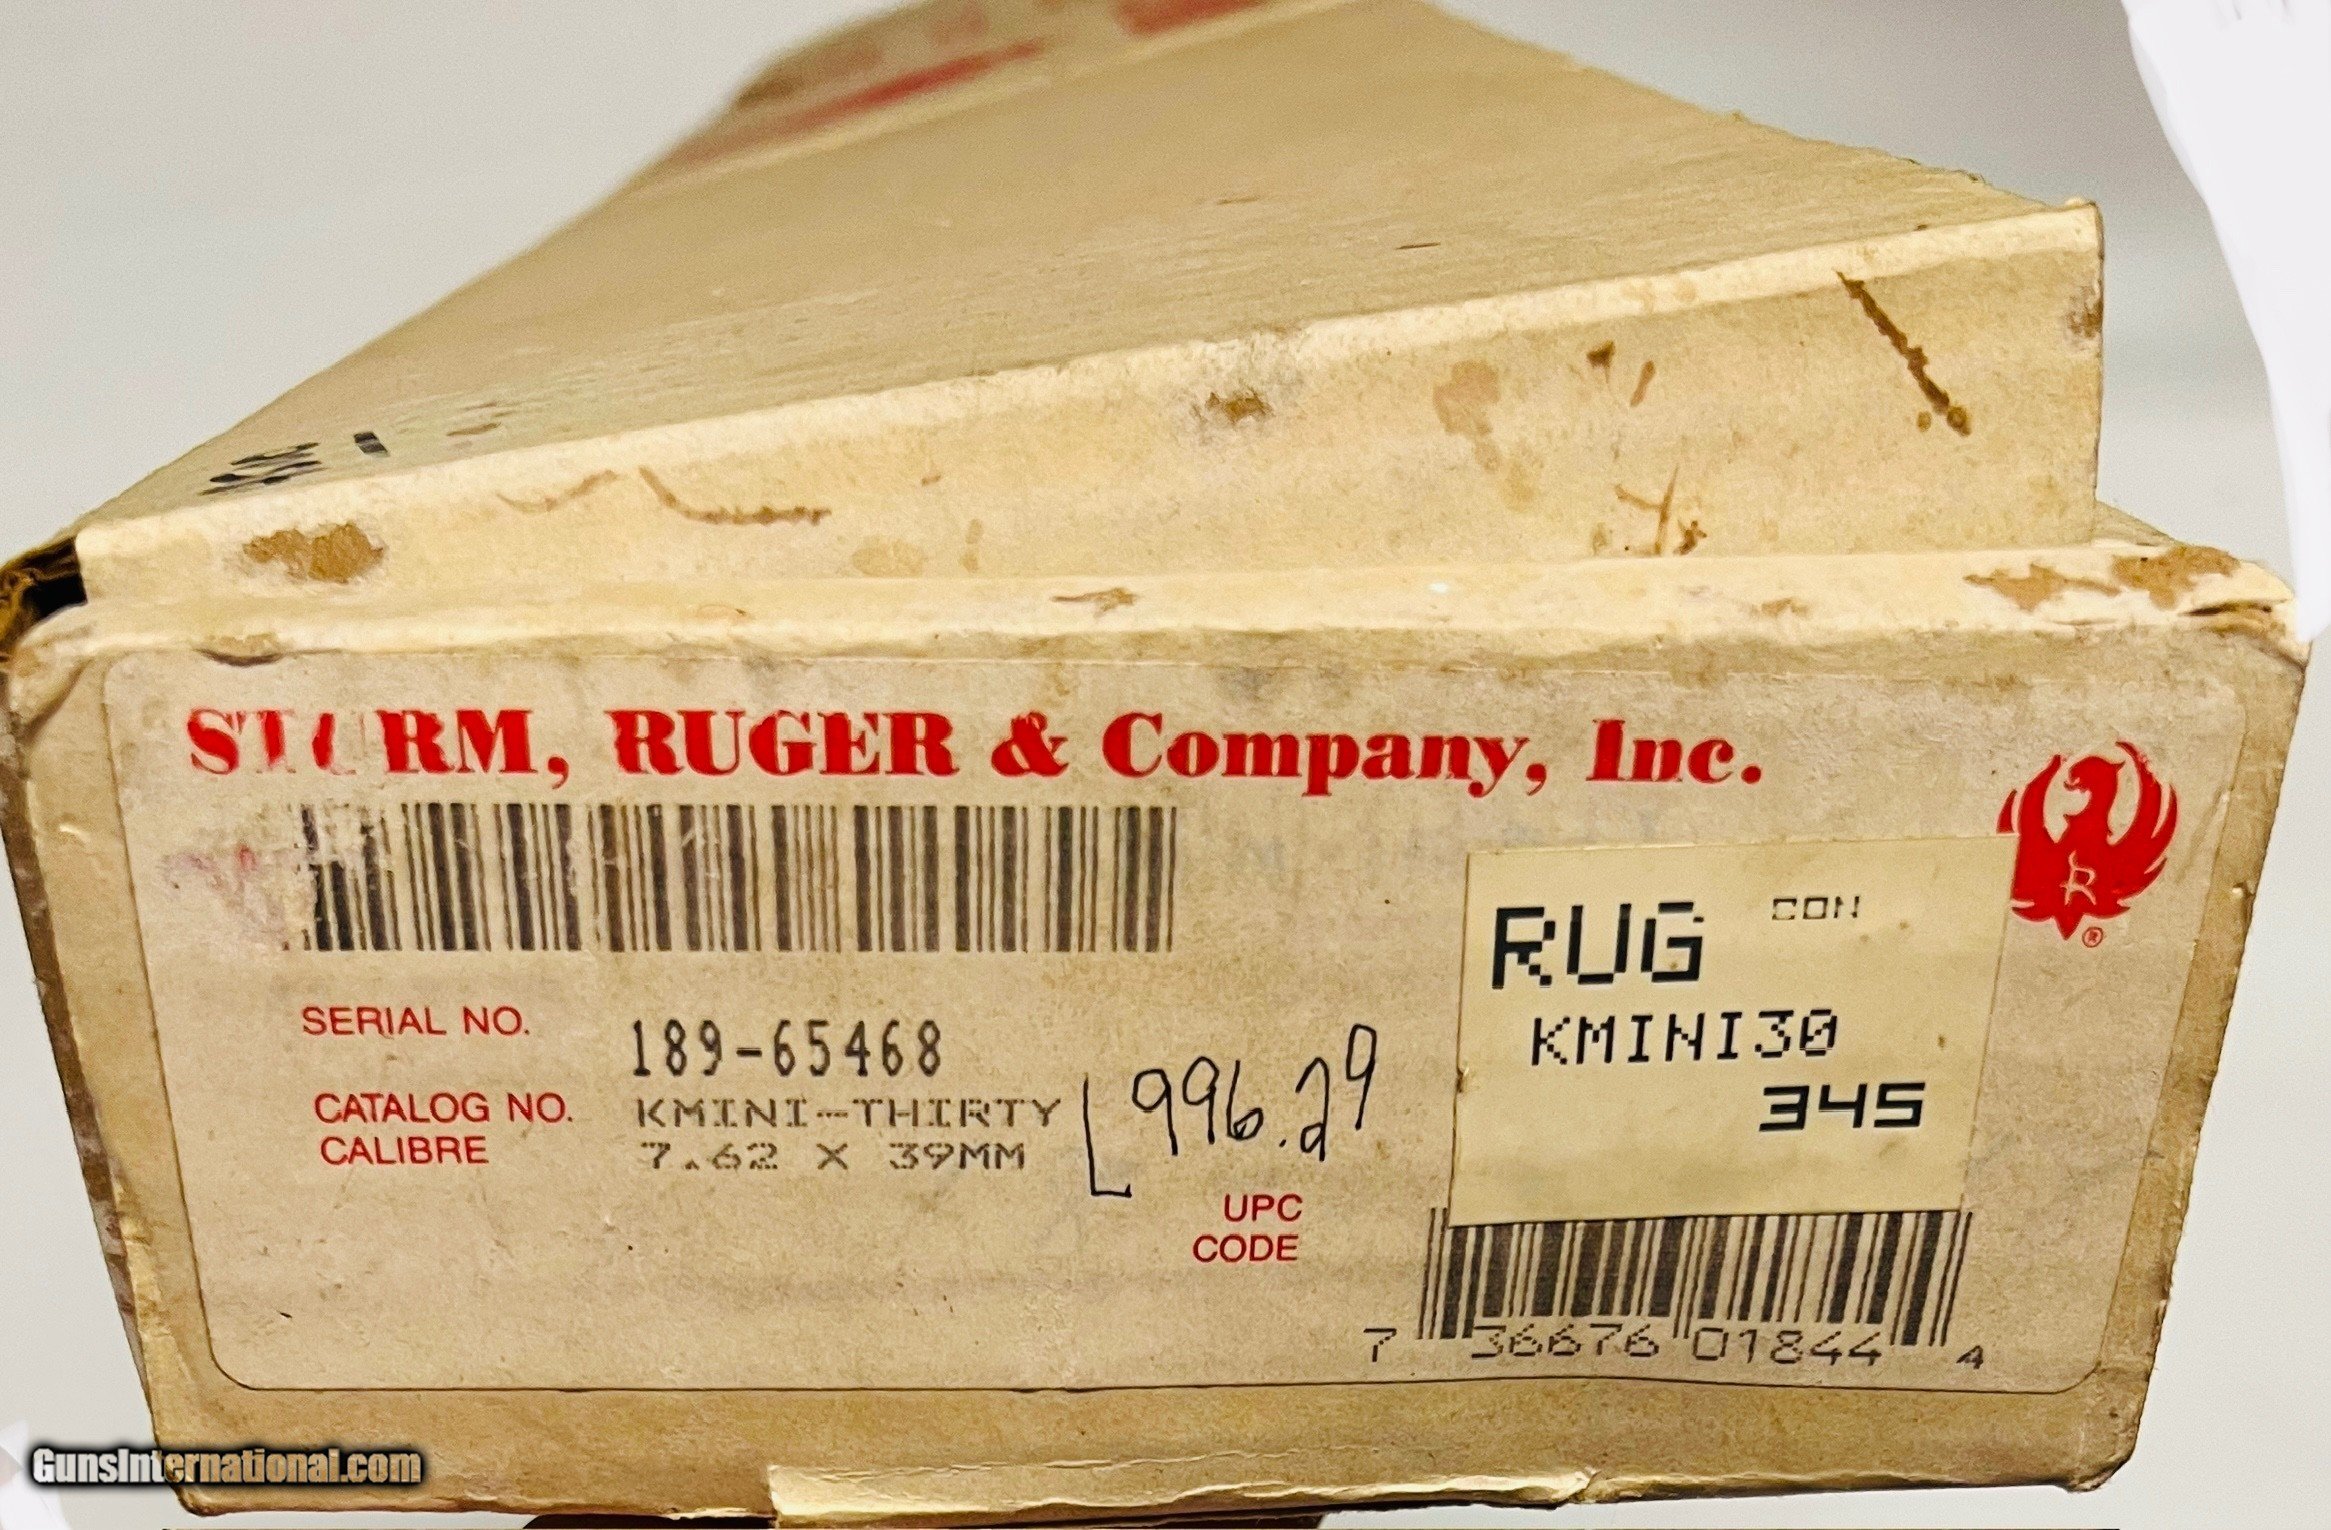 STURM, RUGER & Company, Inc.
SERIAL NO. 189-65468
CATALOG NO. KMINI-THIRTY
CALIBRE 7.62 X 39MM
996.29
RUG CON
KMINI30
345
R
®
UPC
CODE
7 36676 01844 4
GunsInternational.com